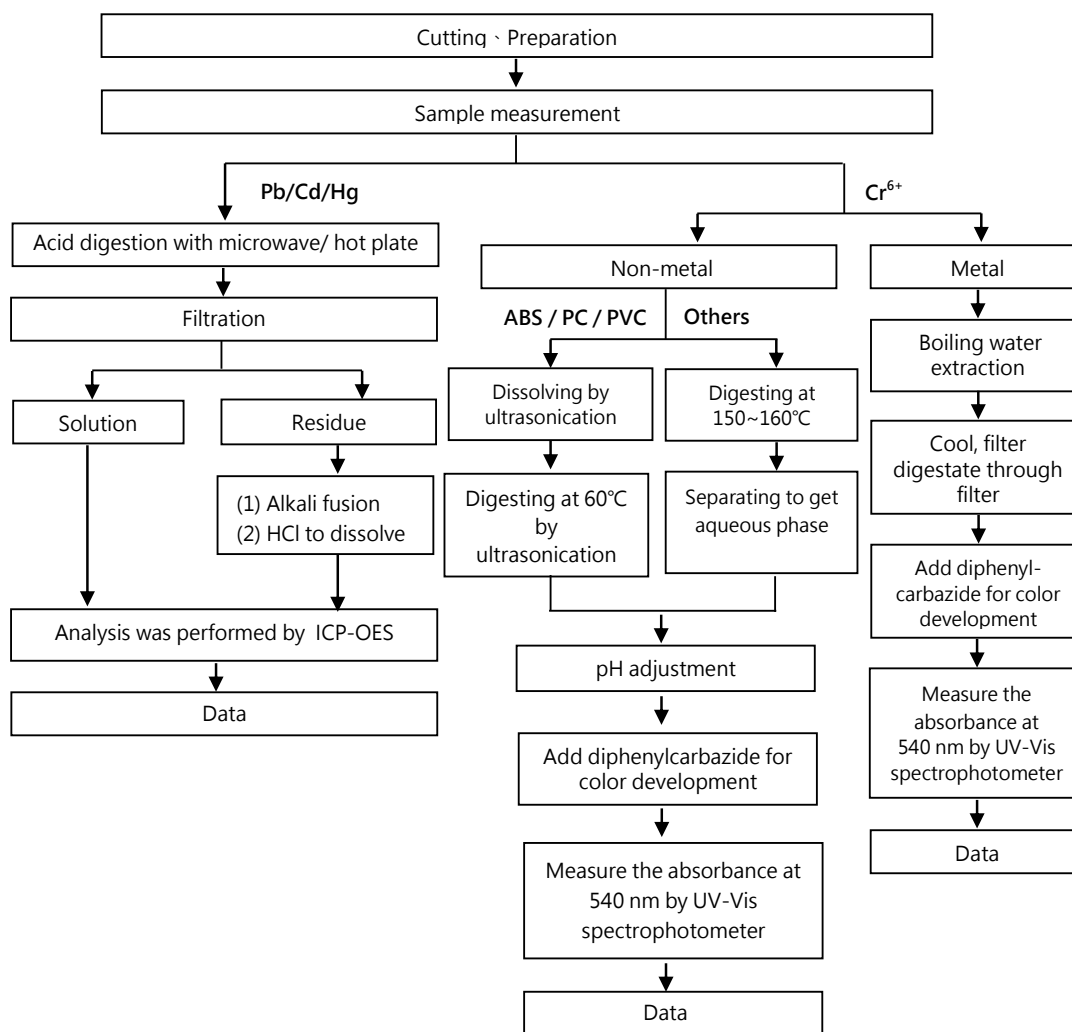 Cutting、Preparation
Sample measurement
Pb/Cd/Hg
Acid digestion with microwave/ hot plate
Filtration
Solution
Residue
(1) Alkali fusion
(2) HCl to dissolve
Analysis was performed by ICP-OES
Data
Cr⁶⁺
Non-metal
ABS / PC / PVC
Others
Dissolving by
ultrasonication
Digesting at
150~160℃
Digesting at 60℃
by
ultrasonication
Separating to get
aqueous phase
pH adjustment
Add diphenylcarbazide for
color development
Measure the absorbance at
540 nm by UV-Vis
spectrophotometer
Data
Metal
Boiling water
extraction
Cool, filter
digestate through
filter
Add diphenyl-
carbazide for color
development
Measure the
absorbance at
540 nm by UV-Vis
spectrophotometer
Data